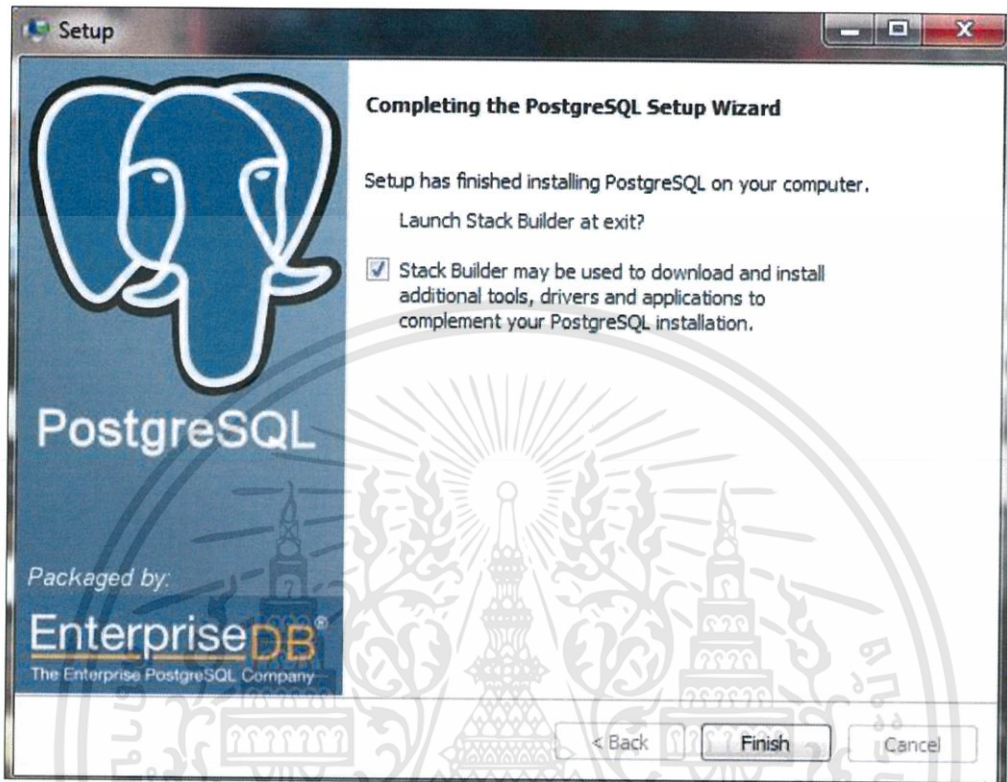 Setup
Completing the PostgreSQL Setup Wizard
Setup has finished installing PostgreSQL on your computer.
Launch Stack Builder at exit?
Stack Builder may be used to download and install
additional tools, drivers and applications to
complement your PostgreSQL installation.
PostgreSQL
Packaged by:
EnterpriseDB®
The Enterprise PostgreSQL Company
< Back
Finish
Cancel